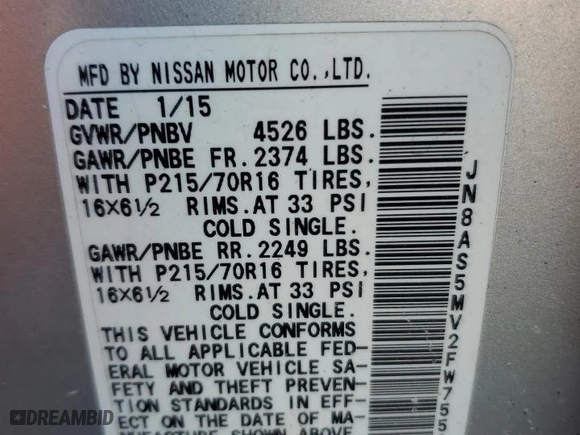 MFD BY NISSAN MOTOR CO.,LTD.
DATE 1/15
GVWR/PNBV 4526 LBS.
GAWR/PNBE FR. 2374 LBS.
WITH P215/70R16 TIRES,
16X6½ RIMS.AT 33 PSI
COLD SINGLE.
GAWR/PNBE RR. 2249 LBS.
WITH P215/70R16 TIRES,
16X6½ RIMS.AT 33 PSI
COLD SINGLE.
THIS VEHICLE CONFORMS
TO ALL APPLICABLE FED-
ERAL MOTOR VEHICLE SA-
FETY AND THEFT PREVEN-
TION STANDARDS IN EFF-
ECT ON THE DATE OF MA-
NUFACTURE SHOWN ABOVE
JN8AS5MV2FW755
DREAMBID